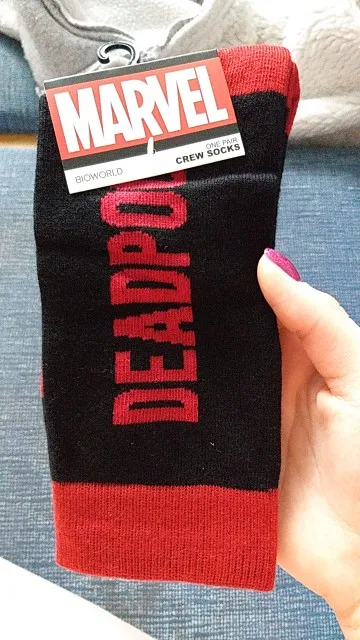 MARVEL
BIOWORLD
ONE PAIR
CREW SOCKS
DEADPO